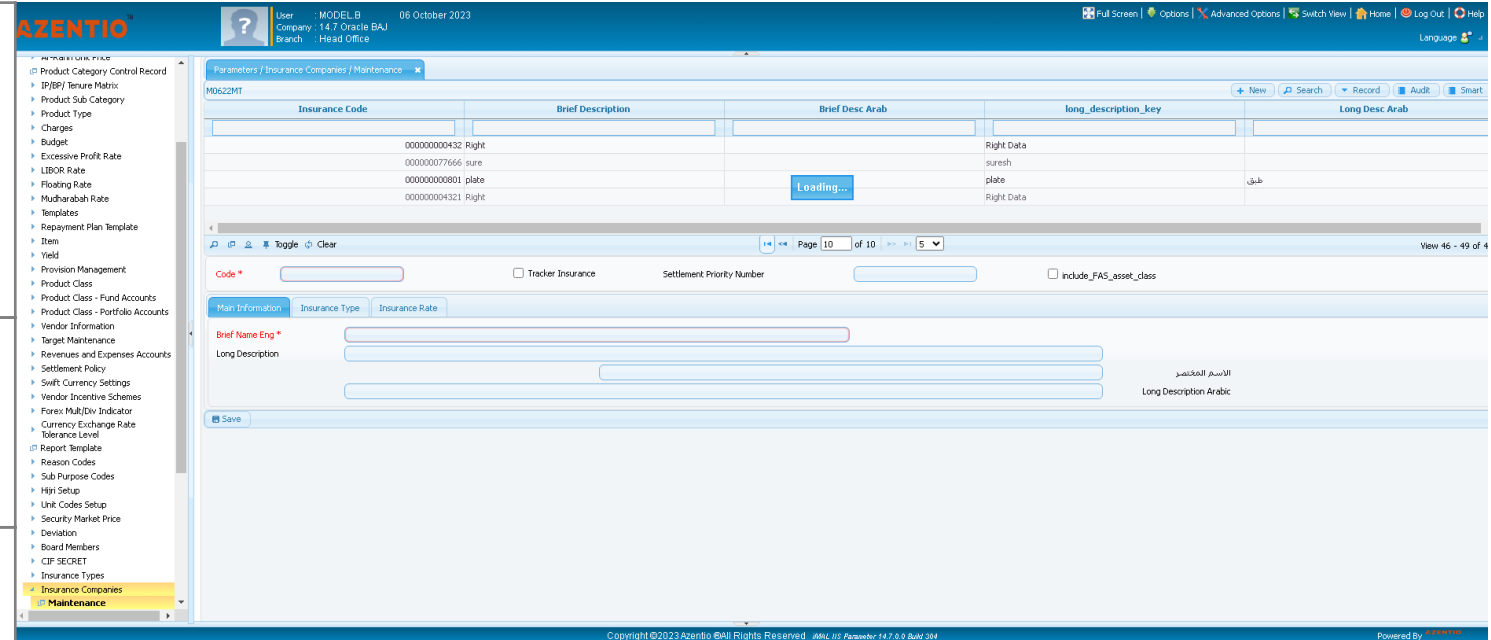 AZENTIO
User : MODEL.B 06 October 2023
Company : 14.7 Oracle BAJ
Branch : Head Office
Full Screen | Options | Advanced Options | Switch View | Home | Log Out | Help
Language
Product Category Control Record
IP/BP/ Tenure Matrix
Product Sub Category
Product Type
Charges
Budget
Excessive Profit Rate
LIBOR Rate
Floating Rate
Mudharabah Rate
Templates
Repayment Plan Template
Item
Yield
Provision Management
Product Class
Product Class - Fund Accounts
Product Class - Portfolio Accounts
Vendor Information
Target Maintenance
Revenues and Expenses Accounts
Settlement Policy
Swift Currency Settings
Vendor Incentive Schemes
Forex Mult/Div Indicator
Currency Exchange Rate
Tolerance Level
Report Template
Reason Codes
Sub Purpose Codes
Hijri Setup
Unit Codes Setup
Security Market Price
Deviation
Board Members
CIF SECRET
Insurance Types
Insurance Companies
Maintenance
Parameters / Insurance Companies / Maintenance
M0622MT
New Search Record Audit Smart
Insurance Code Brief Description Brief Desc Arab long_description_key Long Desc Arab
000000000432 Right Right Data
000000077666 sure suresh
000000000801 plate plate طبق
000000004321 Right Right Data
Loading...
Toggle Clear Page 10 of 10 5 View 46 - 49 of 4
Code * Tracker Insurance Settlement Priority Number include_FAS_asset_class
Main Information Insurance Type Insurance Rate
Brief Name Eng *
Long Description
الاسم المختصر
Long Description Arabic
Save
Copyright ©2023 Azentio ®All Rights Reserved iMAL IIS Parameter 14.7.0.0 Build 304
Powered By AZENTIO